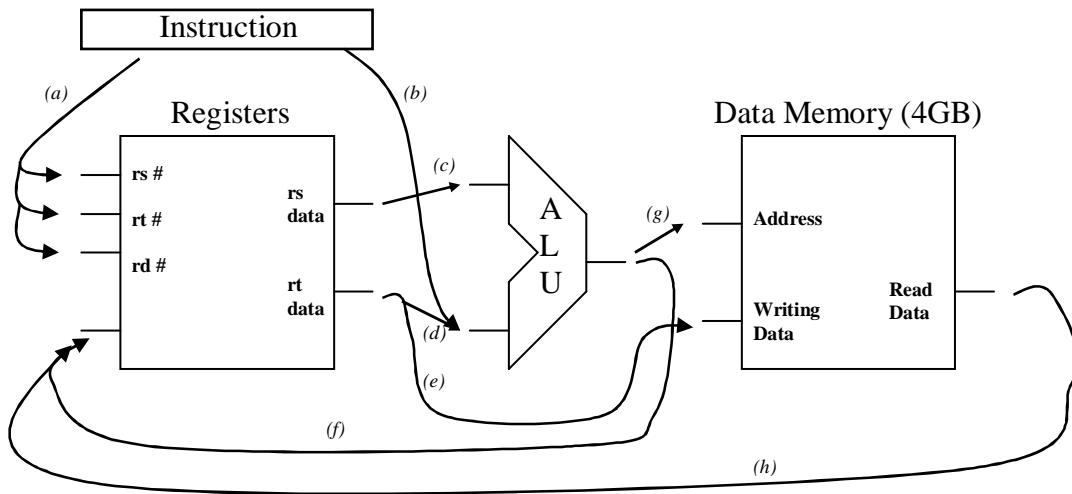 Instruction
(a)
(b)
Registers
Data Memory (4GB)
rs #
rt #
rd #
rs
data
rt
data
(c)
(d)
(e)
A
L
U
(g)
Address
Writing
Data
Read
Data
(f)
(h)